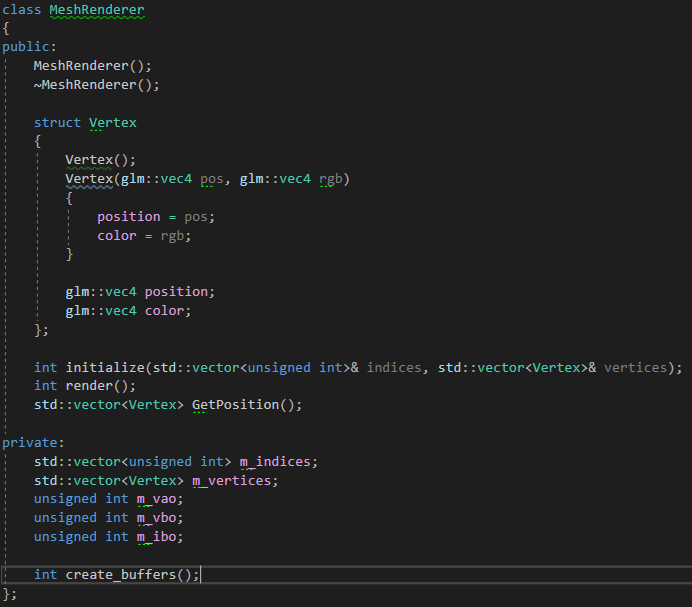 class MeshRenderer
{
public:
    MeshRenderer();
    ~MeshRenderer();

    struct Vertex
    {
        Vertex();
        Vertex(glm::vec4 pos, glm::vec4 rgb)
        {
            position = pos;
            color = rgb;
        }

        glm::vec4 position;
        glm::vec4 color;
    };

    int initialize(std::vector<unsigned int>& indices, std::vector<Vertex>& vertices);
    int render();
    std::vector<Vertex> GetPosition();

private:
    std::vector<unsigned int> m_indices;
    std::vector<Vertex> m_vertices;
    unsigned int m_vao;
    unsigned int m_vbo;
    unsigned int m_ibo;

    int create_buffers();
};